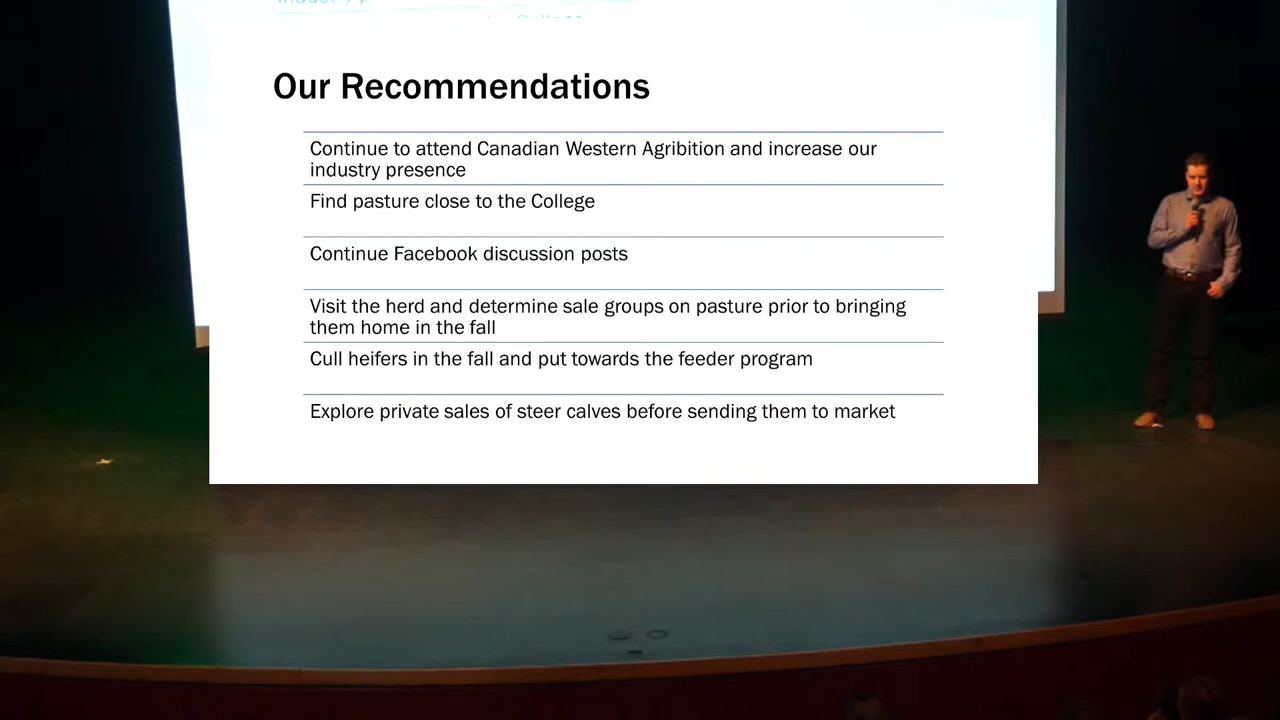 Our Recommendations
Continue to attend Canadian Western Agribition and increase our
industry presence
Find pasture close to the College
Continue Facebook discussion posts
Visit the herd and determine sale groups on pasture prior to bringing
them home in the fall
Cull heifers in the fall and put towards the feeder program
Explore private sales of steer calves before sending them to market